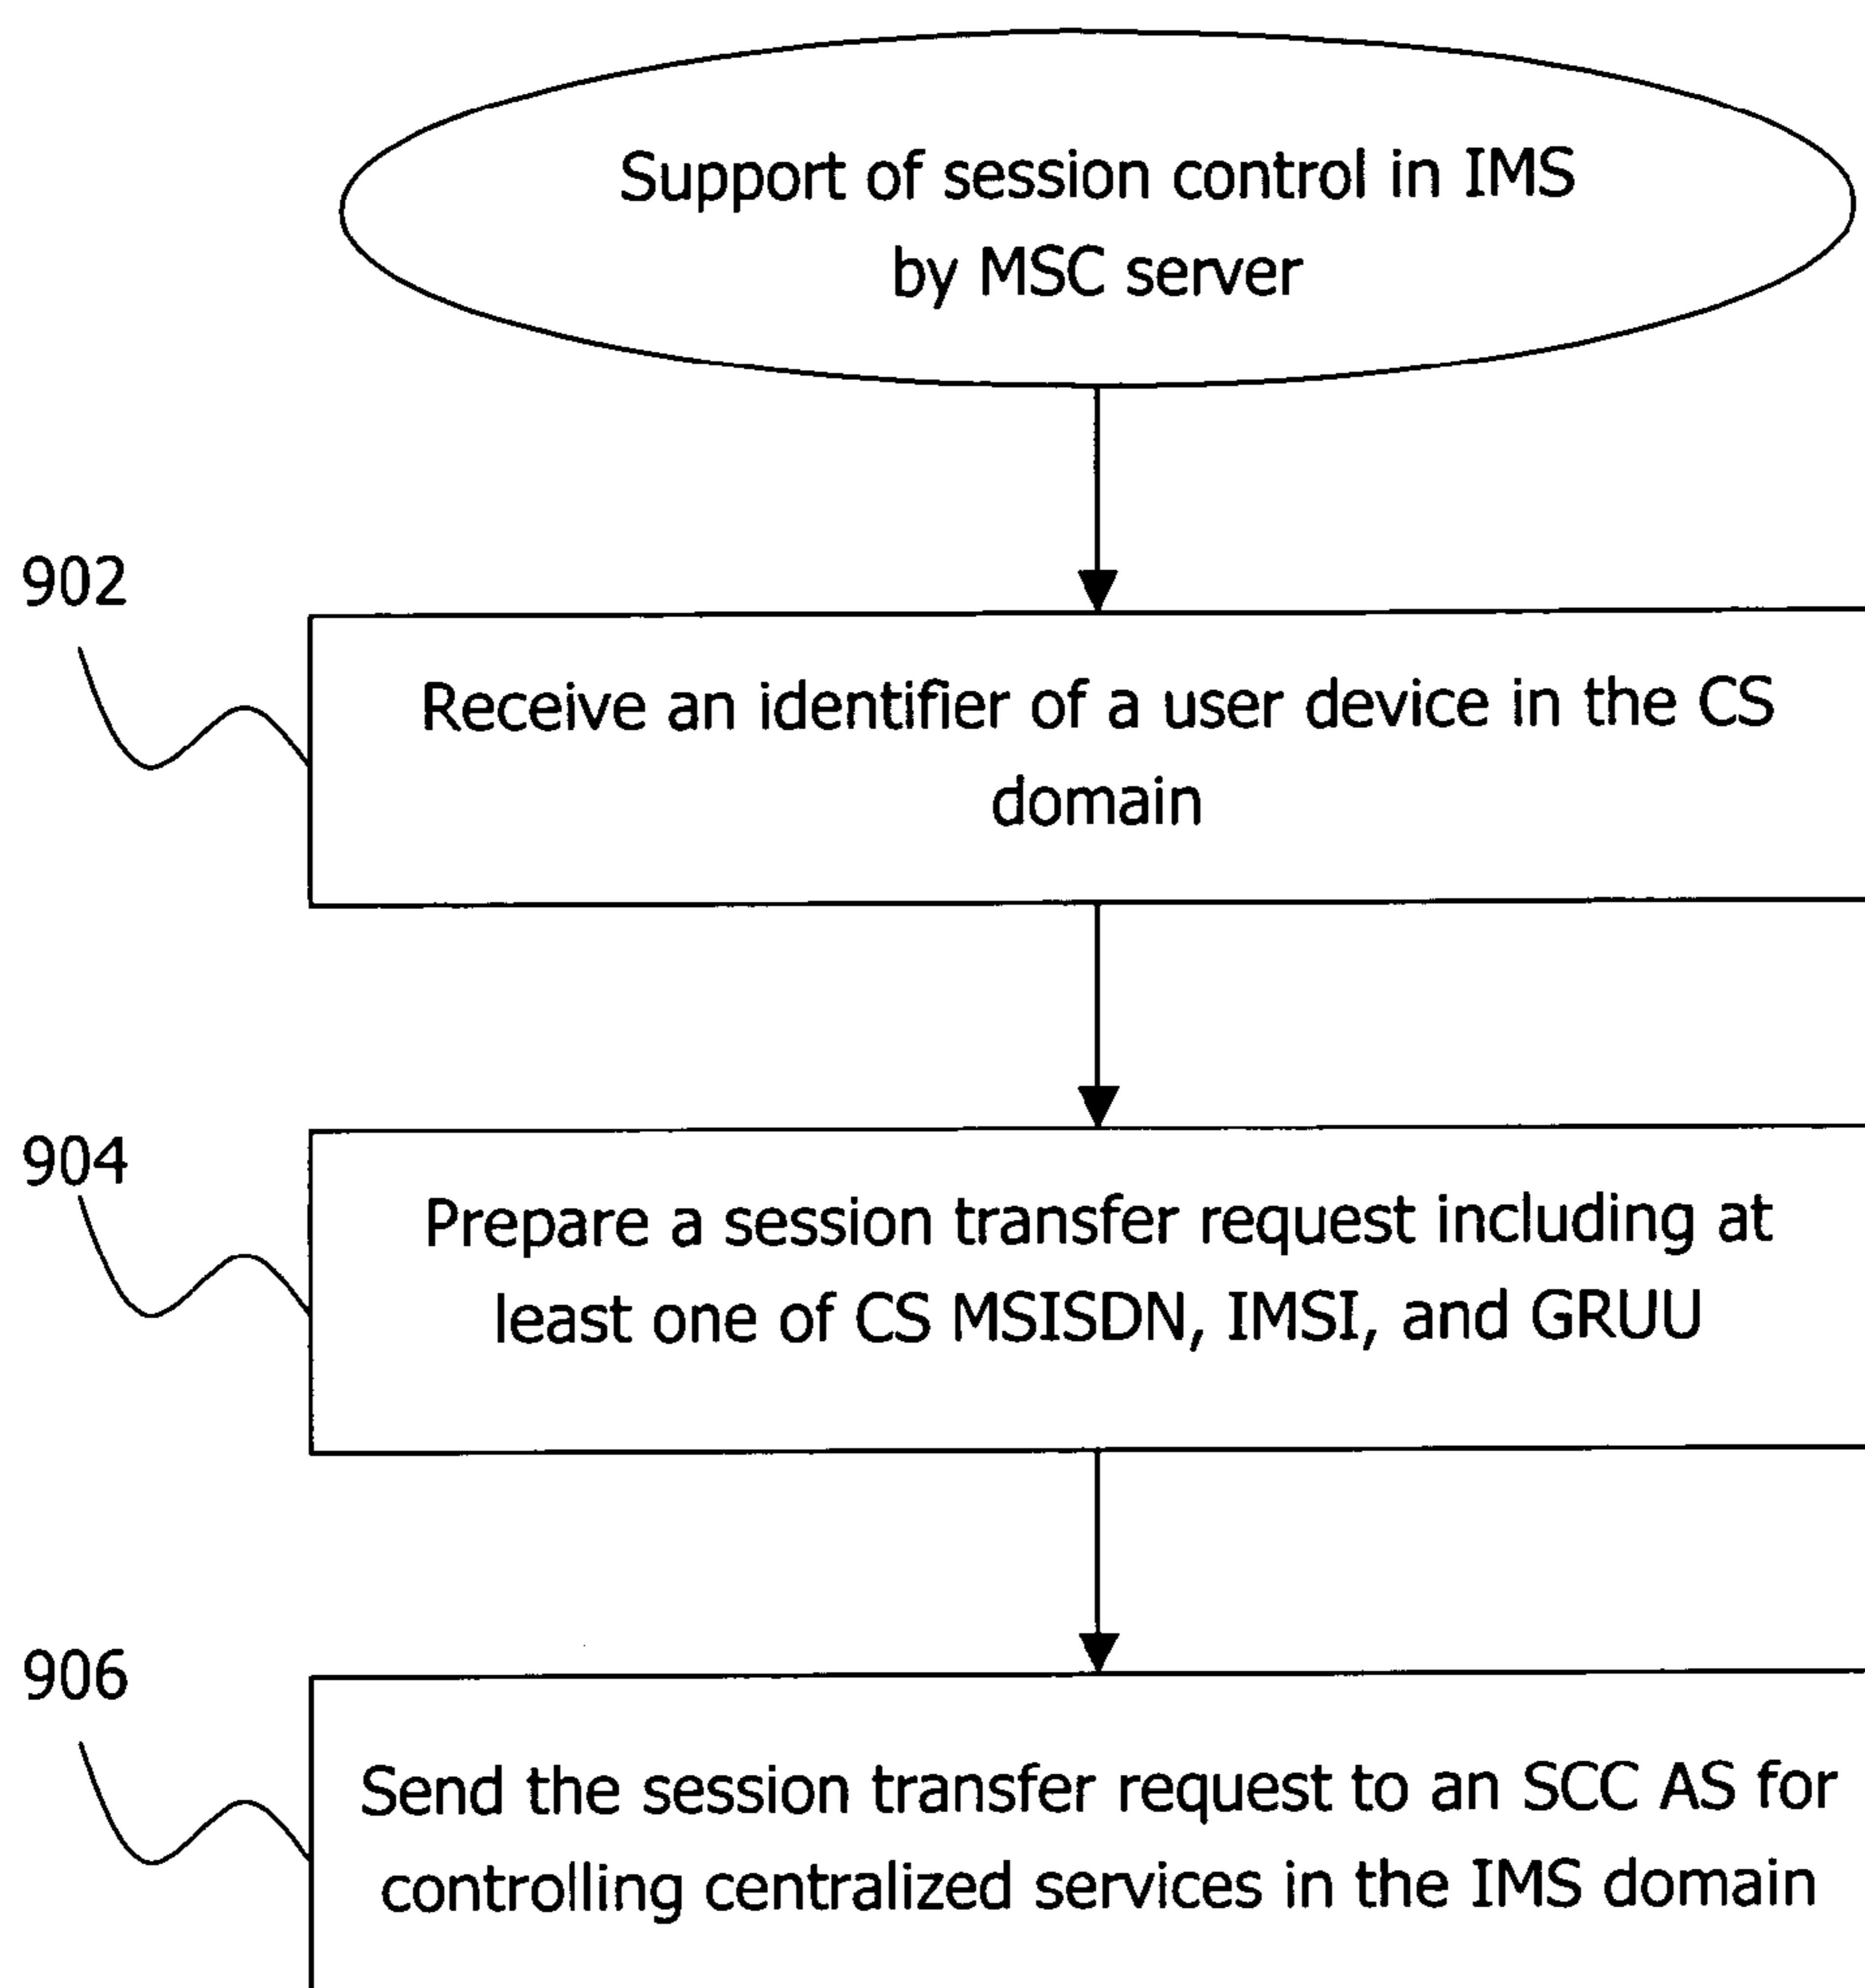 Support of session control in IMS
by MSC server
902
Receive an identifier of a user device in the CS
domain
904
Prepare a session transfer request including at
least one of CS MSISDN, IMSI, and GRUU
906
Send the session transfer request to an SCC AS for
controlling centralized services in the IMS domain